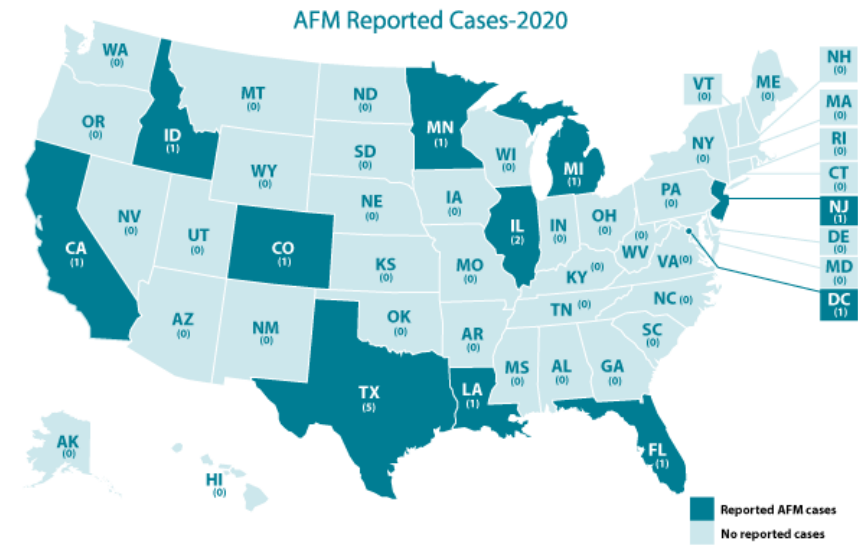 AFM Reported Cases-2020
WA
(0)
OR
(0)
CA
(1)
ID
(1)
NV
(0)
MT
(0)
WY
(0)
UT
(0)
AZ
(0)
CO
(1)
NM
(0)
ND
(0)
SD
(0)
NE
(0)
KS
(0)
OK
(0)
TX
(5)
MN
(1)
IA
(0)
MO
(0)
AR
(0)
LA
(1)
WI
(0)
IL
(2)
MI
(1)
IN
(0)
OH
(0)
KY (0)
TN (0)
MS
(0)
AL
(0)
GA
(0)
FL
(1)
SC
(0)
NC (0)
VA(0)
(0)
WV
PA
(0)
NY
(0)
VT
(0)
ME
(0)
NH
(0)
MA
(0)
RI
(0)
CT
(0)
NJ
(1)
DE
(0)
MD
(0)
DC
(1)
AK
(0)
HI
(0)
Reported AFM cases
No reported cases